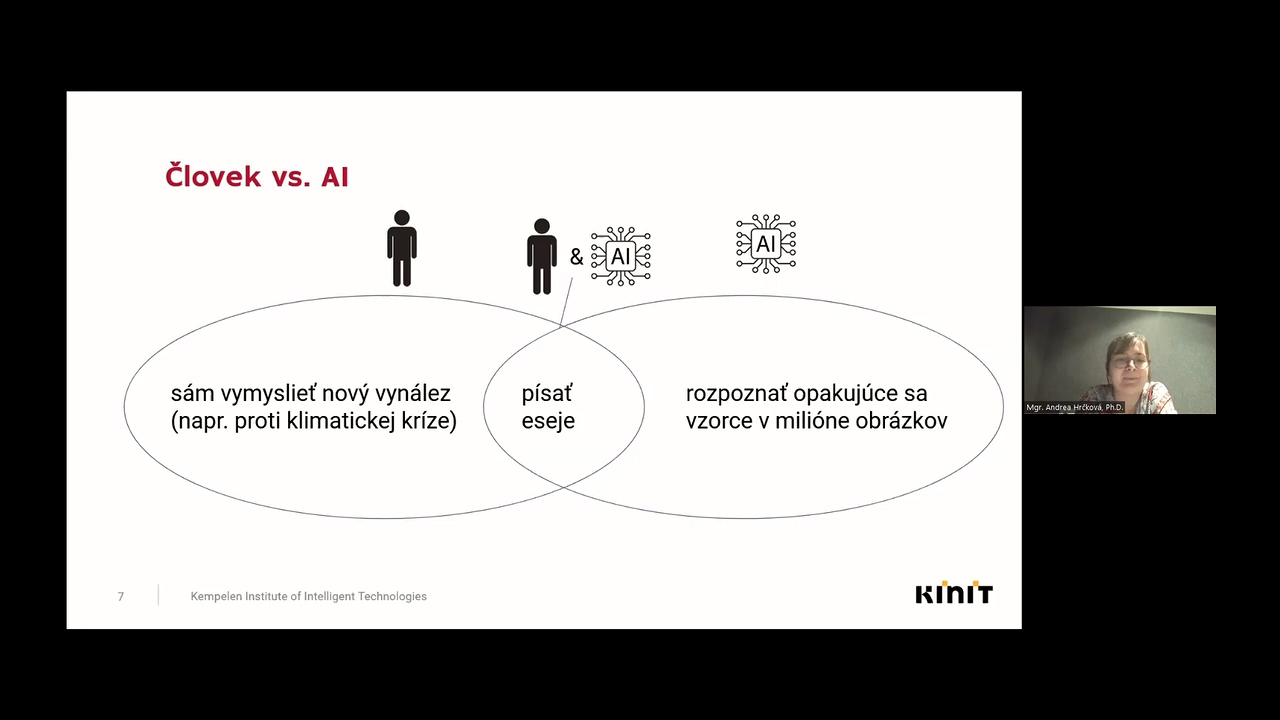 Človek vs. AI
& AI
AI
sám vymyslieť nový vynález
(napr. proti klimatickej kríze)
písať
eseje
rozpoznať opakujúce sa
vzorce v milióne obrázkov
7
Kempelen Institute of Intelligent Technologies
KINIT
Mgr. Andrea Hrčková, Ph.D.